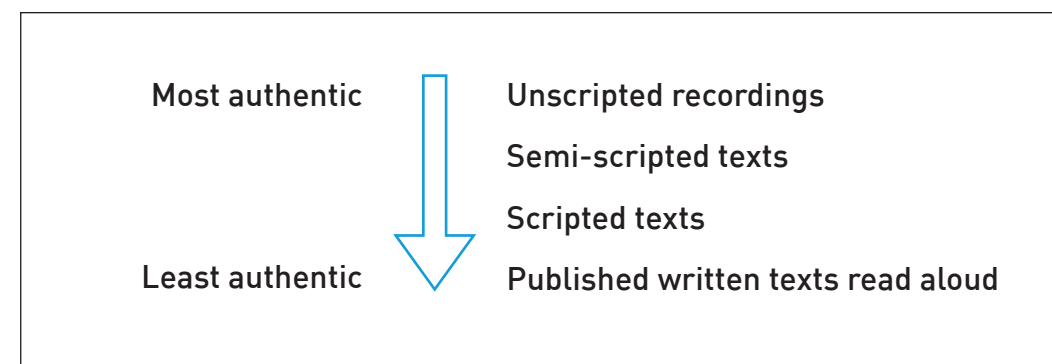 Most authentic Unscripted recordings
Semi-scripted texts
Scripted texts
Least authentic Published written texts read aloud